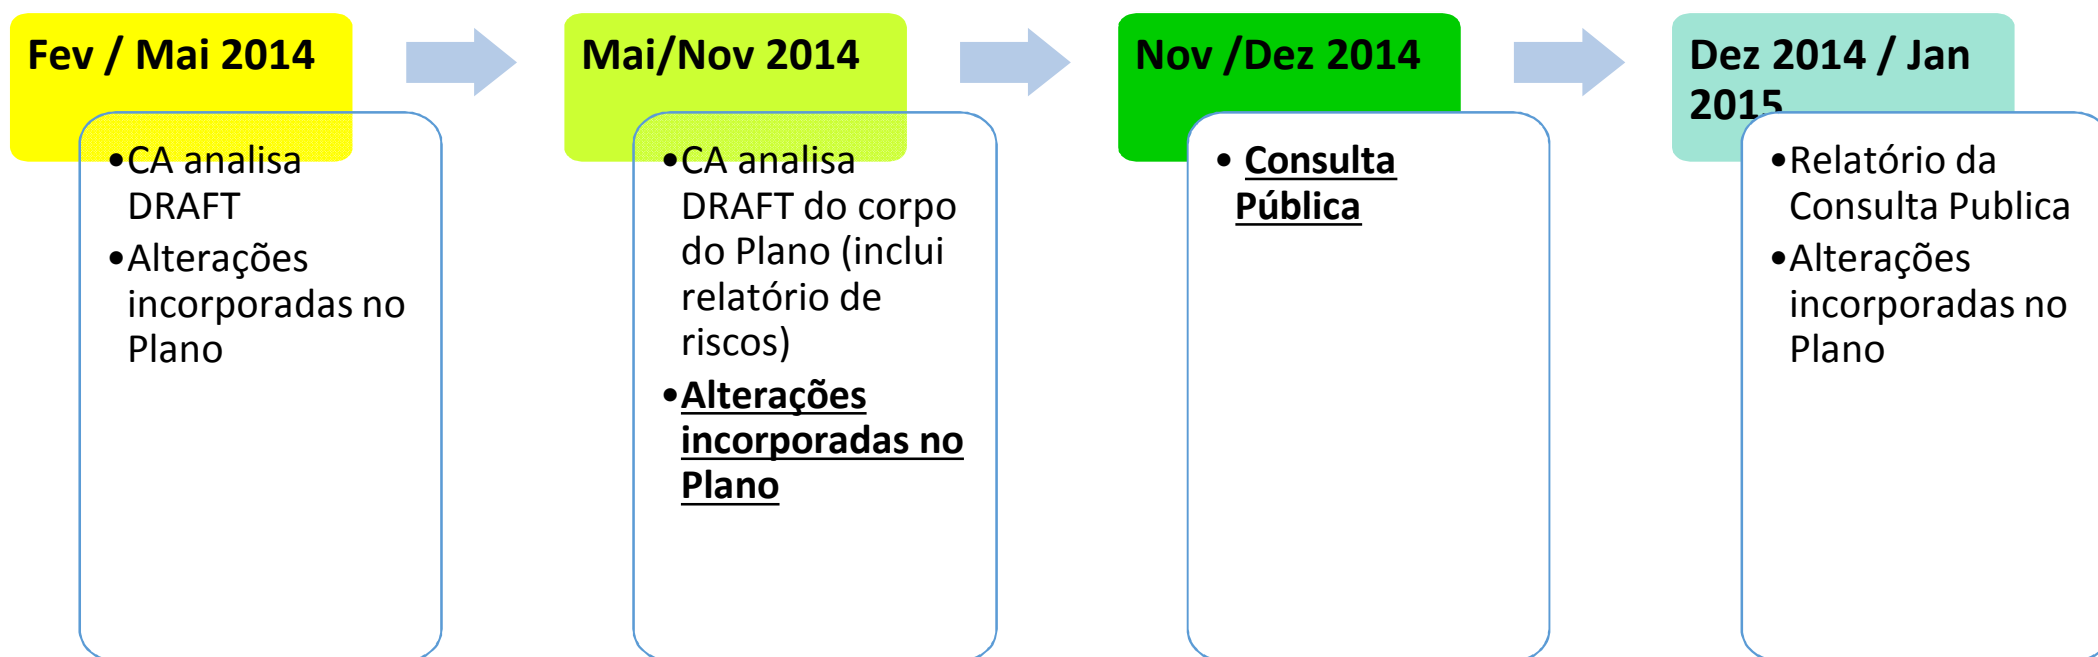 Fev / Mai 2014
•CA analisa
DRAFT
•Alterações
incorporadas no
Plano
Mai/Nov 2014
•CA analisa
DRAFT do corpo
do Plano (inclui
relatório de
riscos)
•Alterações
incorporadas no
Plano
Nov /Dez 2014
• Consulta
Pública
Dez 2014 / Jan
2015
•Relatório da
Consulta Publica
•Alterações
incorporadas no
Plano